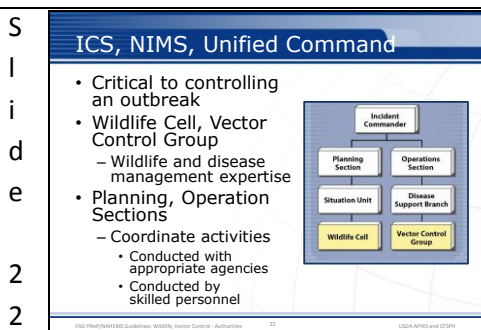 S
l
i
d
e
2
2
ICS, NIMS, Unified Command
• Critical to controlling
an outbreak
• Wildlife Cell, Vector
Control Group
– Wildlife and disease
management expertise
• Planning, Operation
Sections
– Coordinate activities
• Conducted with
appropriate agencies
• Conducted by
skilled personnel
Incident
Commander
Planning
Section
Operations
Section
Situation Unit
Disease
Support Branch
Wildlife Cell
Vector Control
Group
FAD PReP/NAHEMS Guidelines: Wildlife, Vector Control - Authorities
22
USDA APHIS and CFSPH